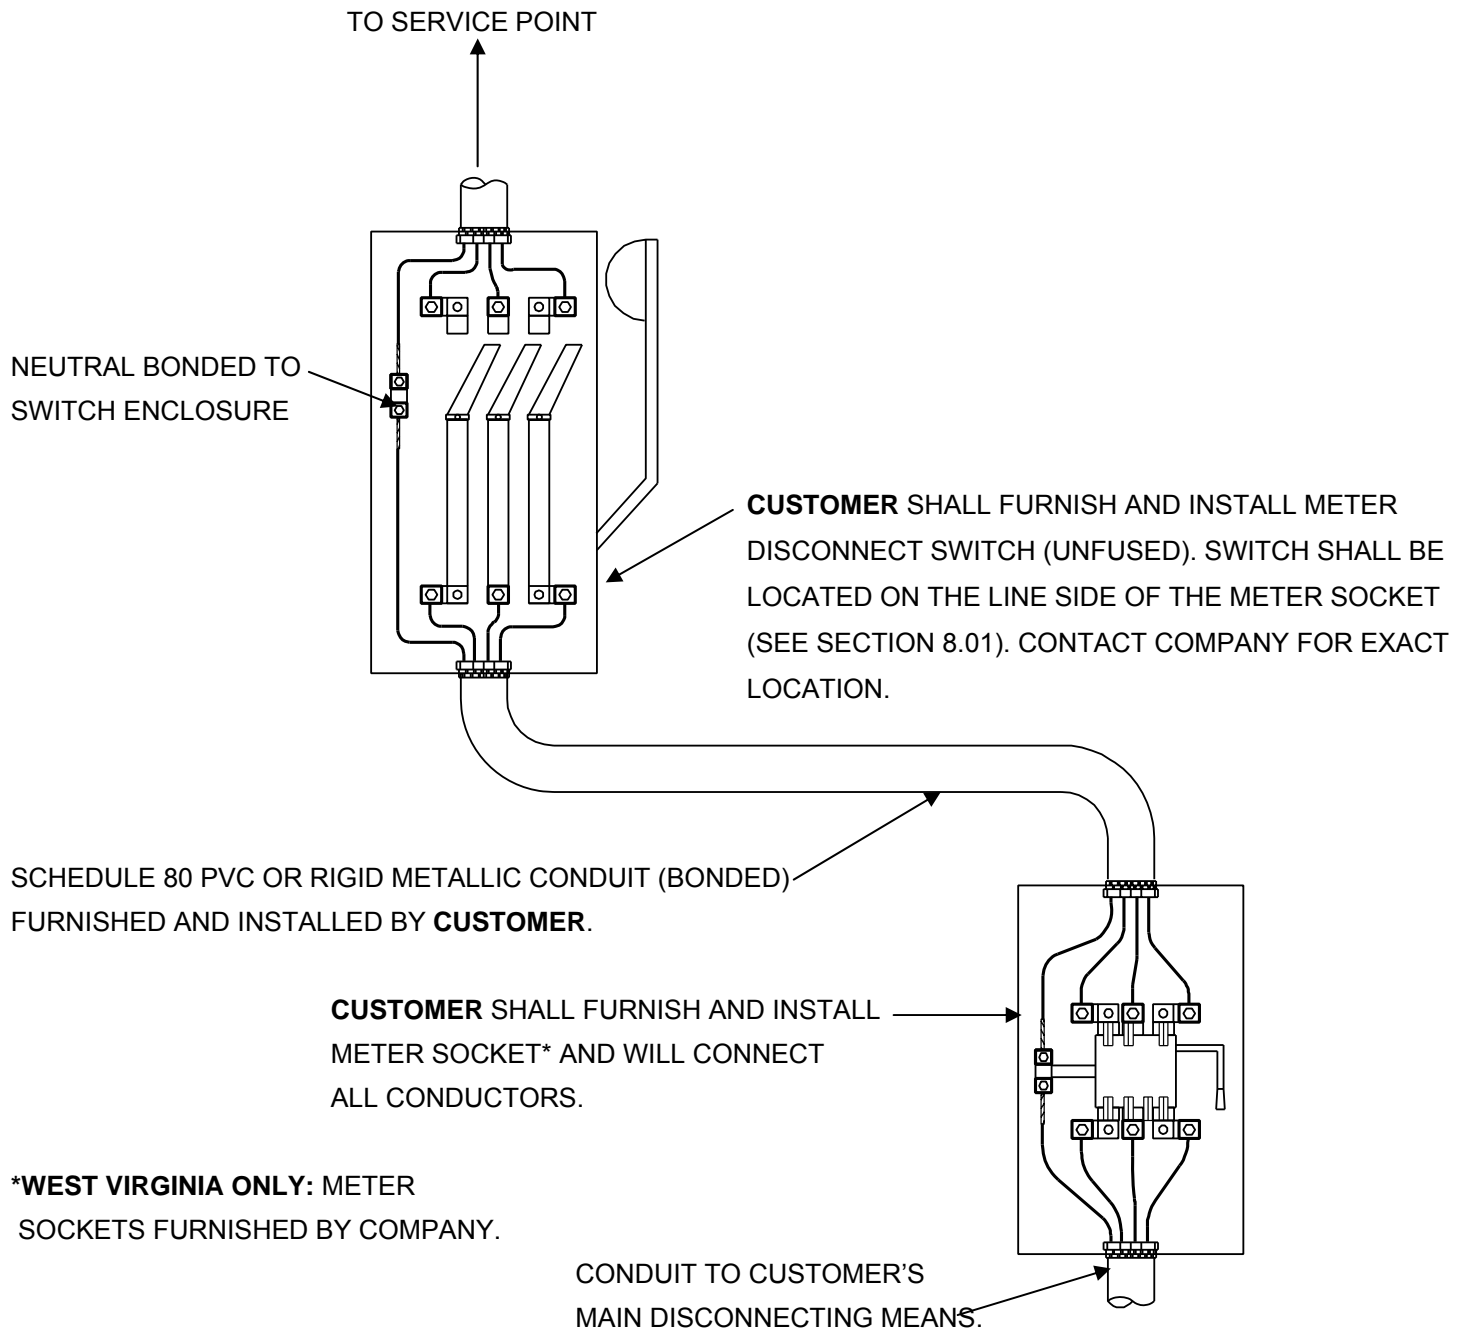 TO SERVICE POINT
NEUTRAL BONDED TO
SWITCH ENCLOSURE
CUSTOMER SHALL FURNISH AND INSTALL METER
DISCONNECT SWITCH (UNFUSED). SWITCH SHALL BE
LOCATED ON THE LINE SIDE OF THE METER SOCKET
(SEE SECTION 8.01). CONTACT COMPANY FOR EXACT
LOCATION.
SCHEDULE 80 PVC OR RIGID METALLIC CONDUIT (BONDED)
FURNISHED AND INSTALLED BY CUSTOMER.
CUSTOMER SHALL FURNISH AND INSTALL
METER SOCKET* AND WILL CONNECT
ALL CONDUCTORS.
*WEST VIRGINIA ONLY: METER
SOCKETS FURNISHED BY COMPANY.
CONDUIT TO CUSTOMER’S
MAIN DISCONNECTING MEANS.